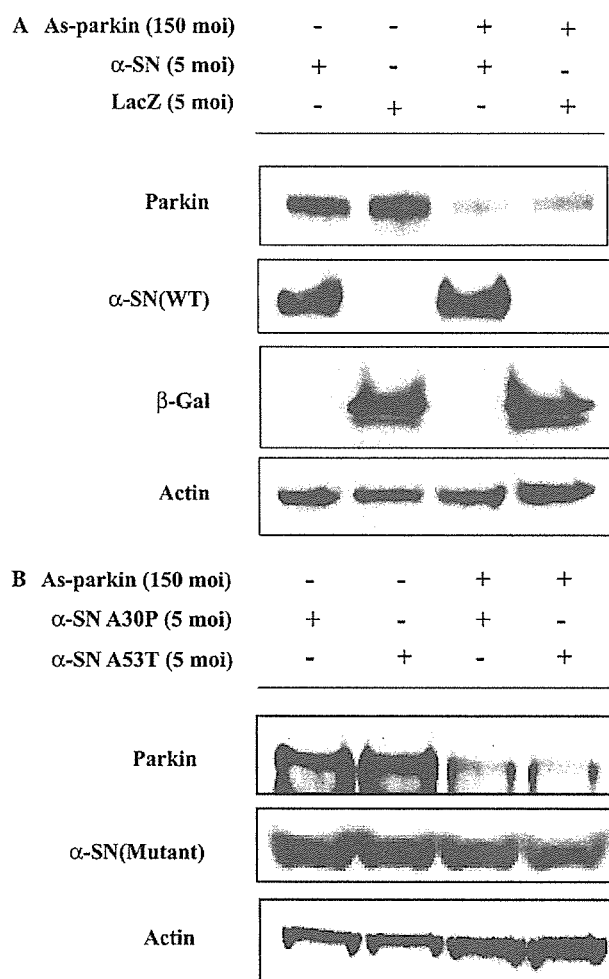 A As-parkin (150 moi) - - + +
α-SN (5 moi) + - + -
LacZ (5 moi) - + - +
Parkin
α-SN(WT)
β-Gal
Actin
B As-parkin (150 moi) - - + +
α-SN A30P (5 moi) + - + -
α-SN A53T (5 moi) - + - +
Parkin
α-SN(Mutant)
Actin